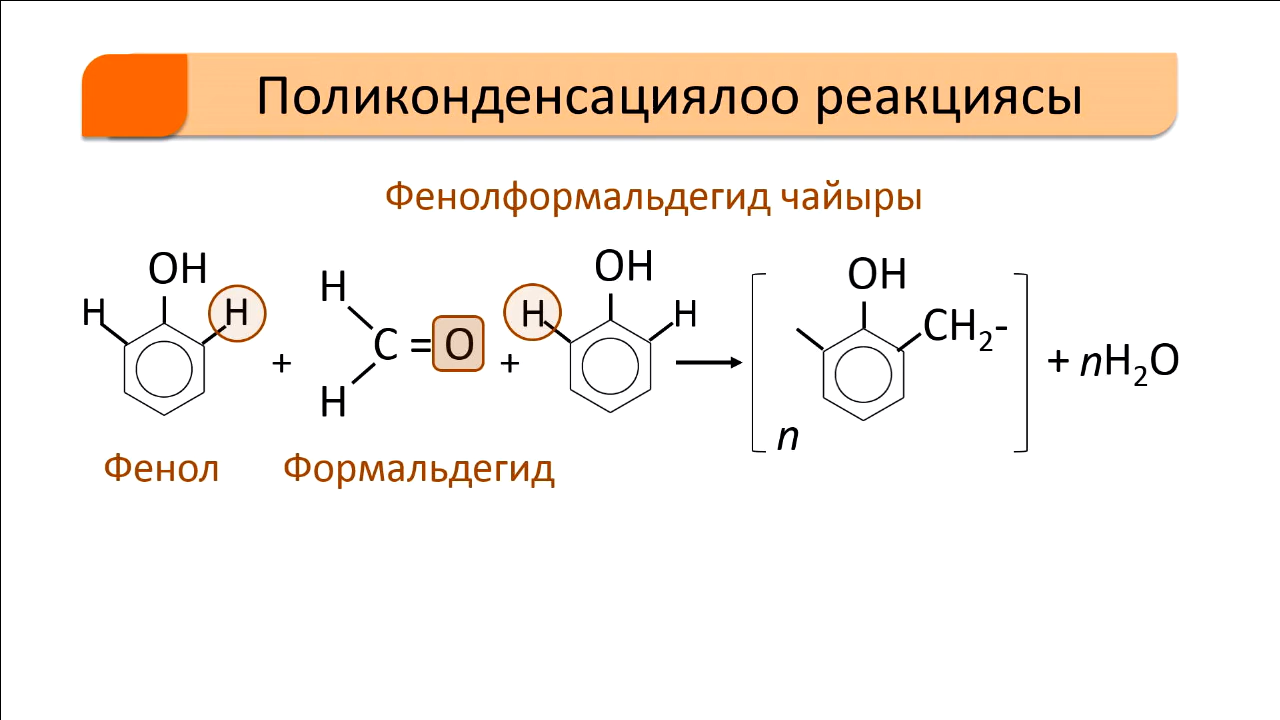 Поликонденсациялоо реакциясы
Фенолформальдегид чайыры
OH H OH OH
H H H H CH₂-
+ C = O + + nH₂O
H
n
Фенол Формальдегид